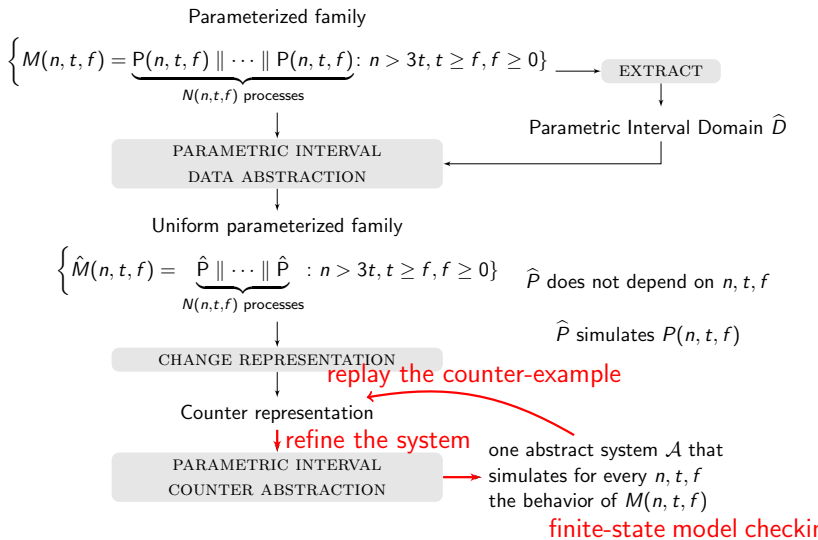 Parameterized family
{M(n, t, f) = P(n, t, f) ∥ ··· ∥ P(n, t, f): n > 3t, t ≥ f, f ≥ 0}
N(n,t,f) processes
EXTRACT
Parametric Interval Domain D̂
PARAMETRIC INTERVAL
DATA ABSTRACTION
Uniform parameterized family
{M̂(n, t, f) = P̂ ∥ ··· ∥ P̂ : n > 3t, t ≥ f, f ≥ 0}
N(n,t,f) processes
P̂ does not depend on n, t, f
P̂ simulates P(n, t, f)
CHANGE REPRESENTATION
replay the counter-example
Counter representation
refine the system
PARAMETRIC INTERVAL
COUNTER ABSTRACTION
one abstract system 𝒜 that
simulates for every n, t, f
the behavior of M(n, t, f)
finite-state model checkin